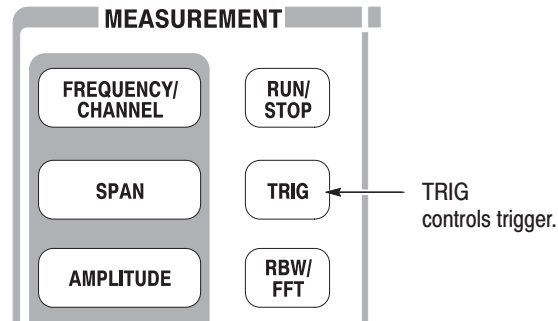 MEASUREMENT
FREQUENCY/
CHANNEL
RUN/
STOP
SPAN
TRIG
TRIG
controls trigger.
AMPLITUDE
RBW/
FFT